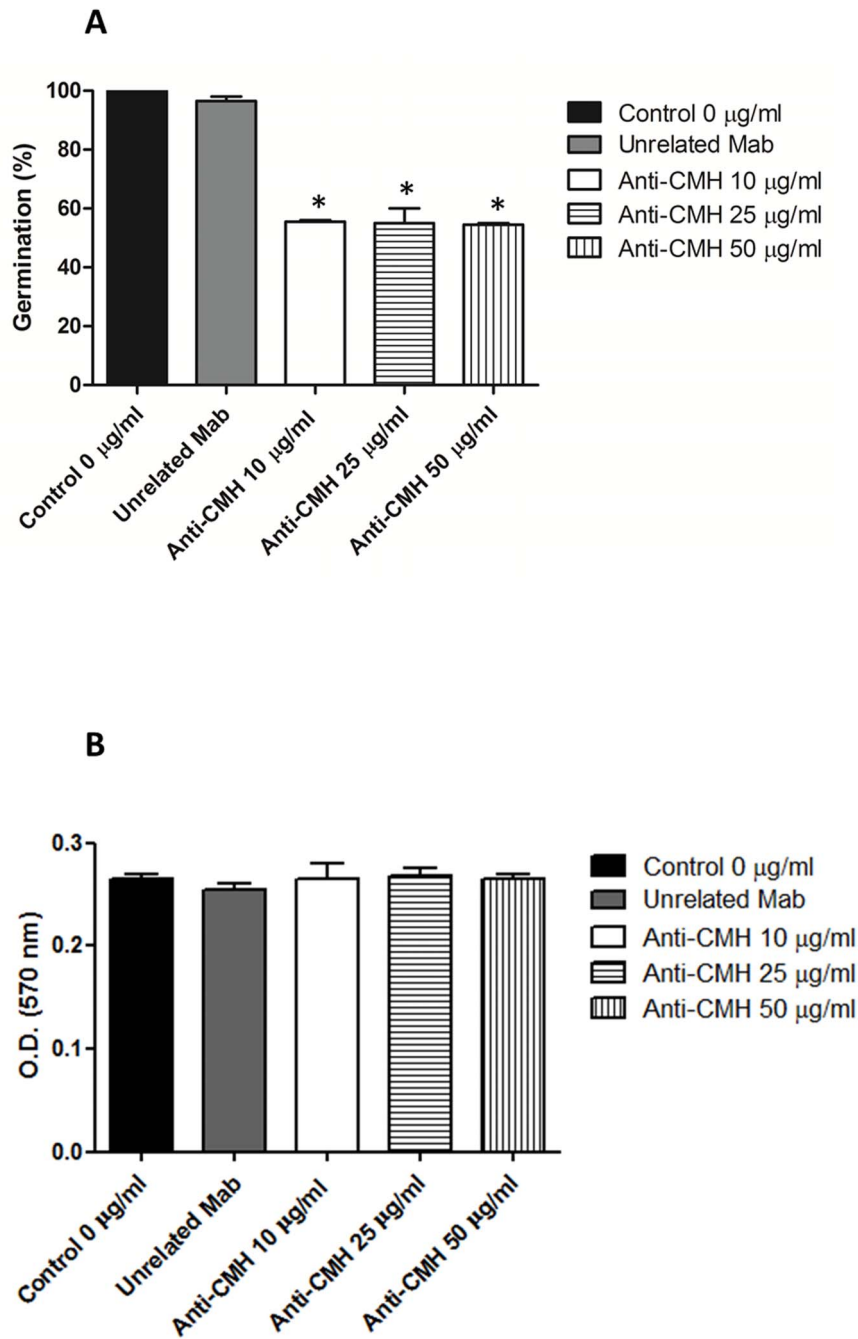 A
100
80
60
40
20
0
Germination (%)
* * *
Control 0 μg/ml
Unrelated Mab
Anti-CMH 10 μg/ml
Anti-CMH 25 μg/ml
Anti-CMH 50 μg/ml
Control 0 μg/ml
Unrelated Mab
Anti-CMH 10 μg/ml
Anti-CMH 25 μg/ml
Anti-CMH 50 μg/ml
B
0.3
0.2
0.1
0.0
O.D. (570 nm)
Control 0 μg/ml
Unrelated Mab
Anti-CMH 10 μg/ml
Anti-CMH 25 μg/ml
Anti-CMH 50 μg/ml
Control 0 μg/ml
Unrelated Mab
Anti-CMH 10 μg/ml
Anti-CMH 25 μg/ml
Anti-CMH 50 μg/ml